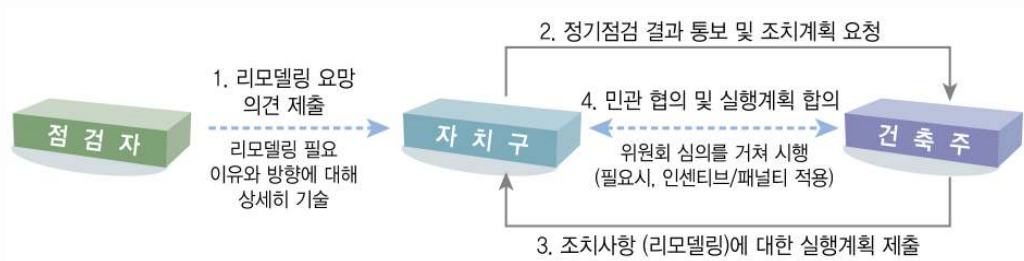 2. 정기점검 결과 통보 및 조치계획 요청
1. 리모델링 요망
의견 제출
4. 민관 협의 및 실행계획 합의
점 검 자
자 치 구
건 축 주
리모델링 필요
이유와 방향에 대해
상세히 기술
위원회 심의를 거쳐 시행
(필요시, 인센티브/패널티 적용)
3. 조치사항 (리모델링)에 대한 실행계획 제출